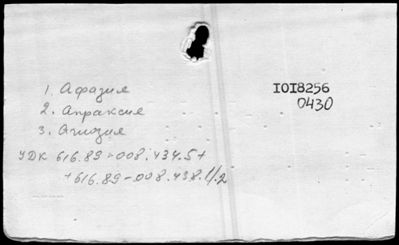 1. Афазия
2. Апраксия
3. Агнозия
УДК 616.89-008.434.5+
+616.89-008.438.1/.2
I0I8256
0430